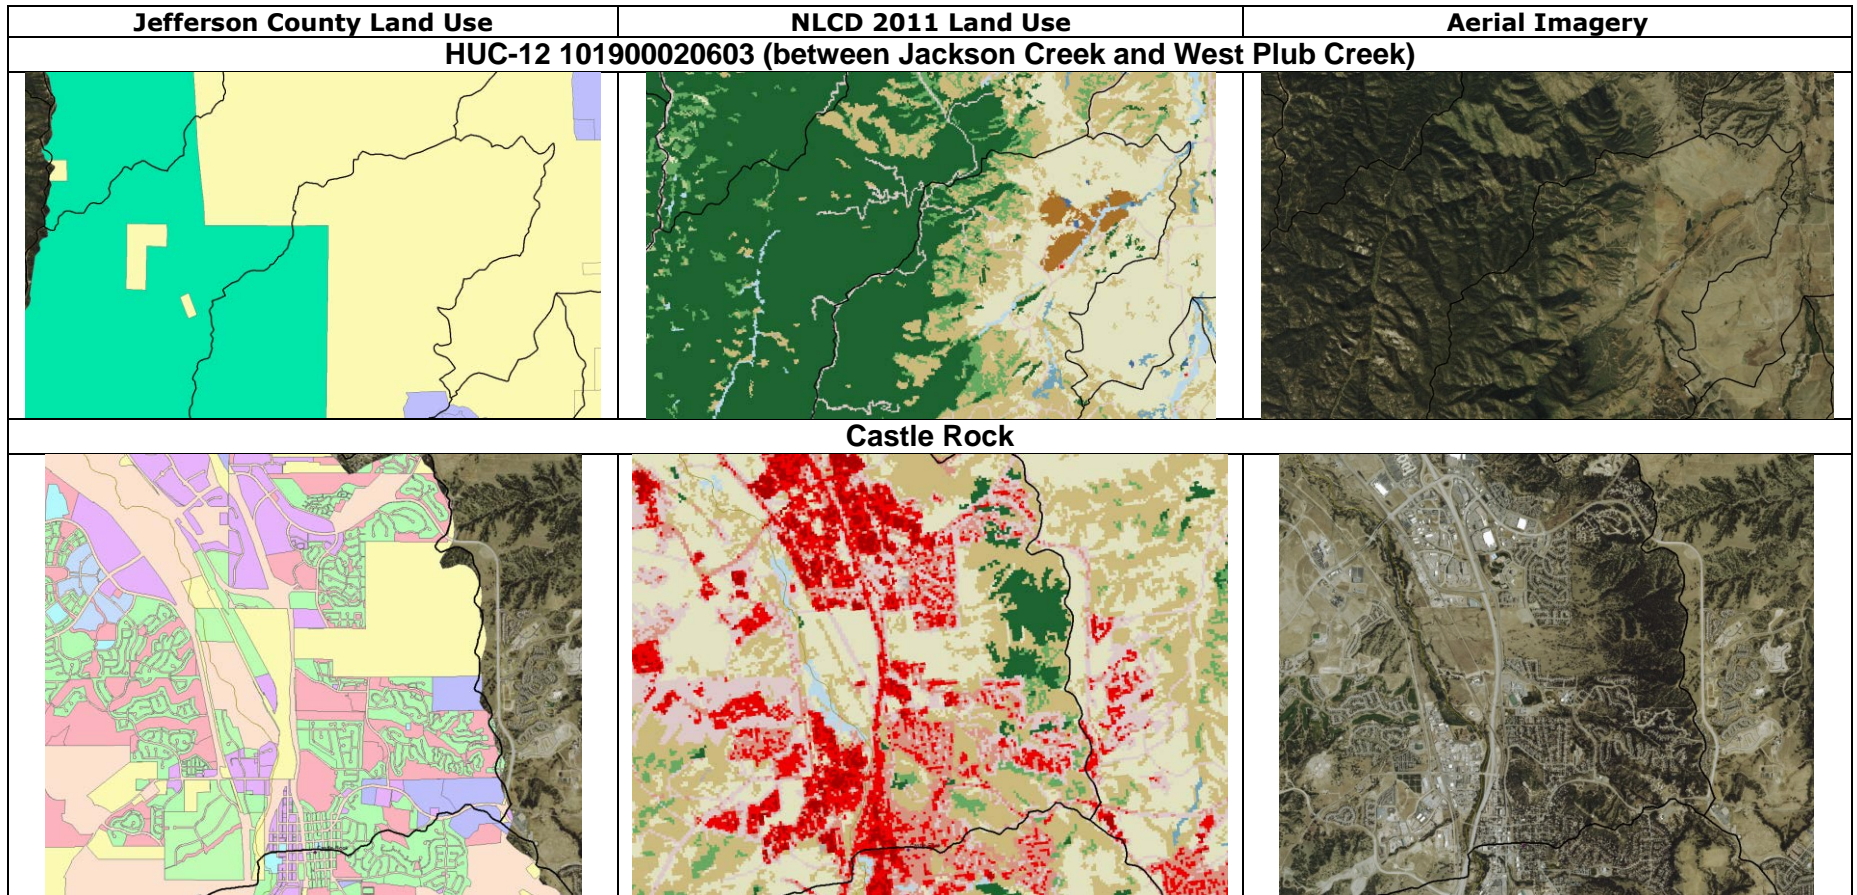 Jefferson County Land Use
NLCD 2011 Land Use
Aerial Imagery
HUC-12 101900020603 (between Jackson Creek and West Plub Creek)
Castle Rock